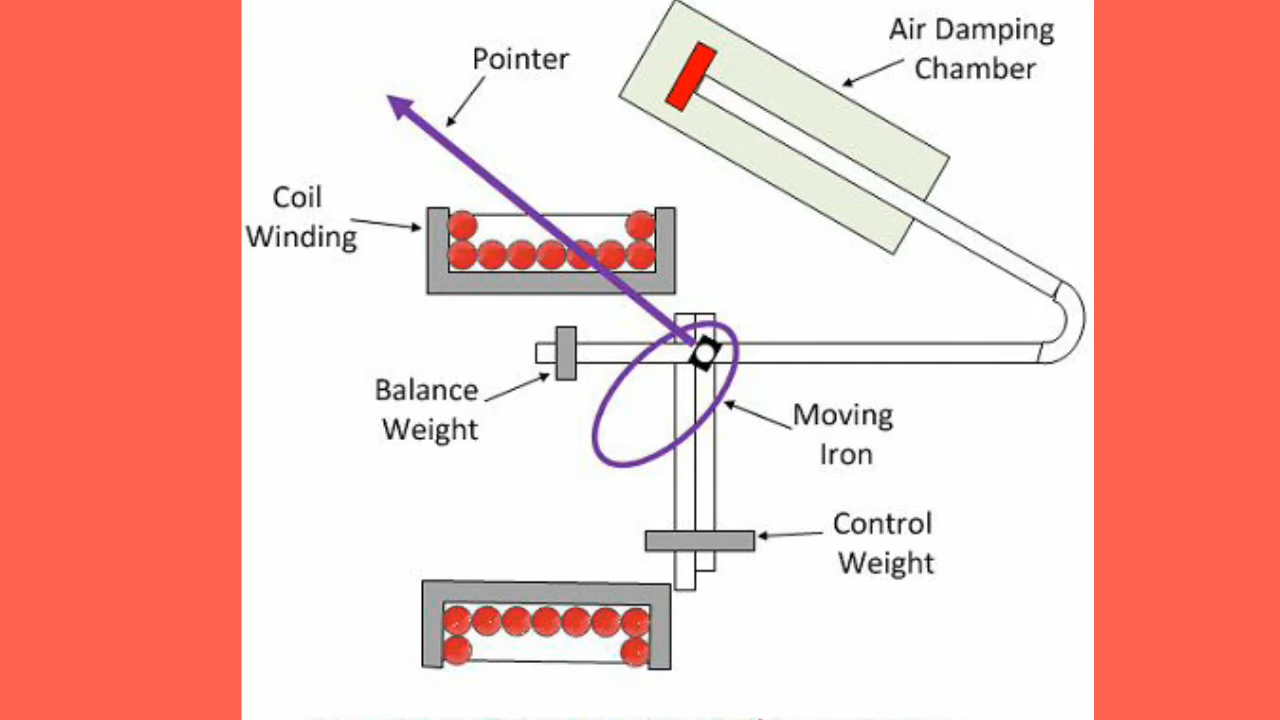 Pointer
Air Damping
Chamber
Coil
Winding
Balance
Weight
Moving
Iron
Control
Weight